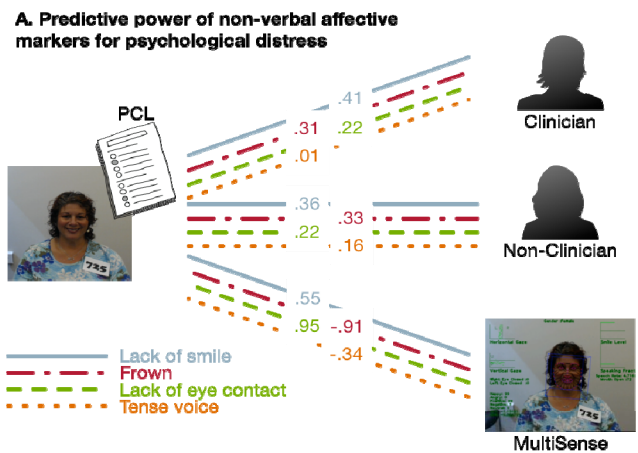 A. Predictive power of non-verbal affective
markers for psychological distress
PCL
725
.41
.31 .22
.01
Clinician
.36
.33
.22
.16
Non-Clinician
.55
.95 -.91
-.34
Lack of smile
Frown
Lack of eye contact
Tense voice
Smile Level
725
MultiSense